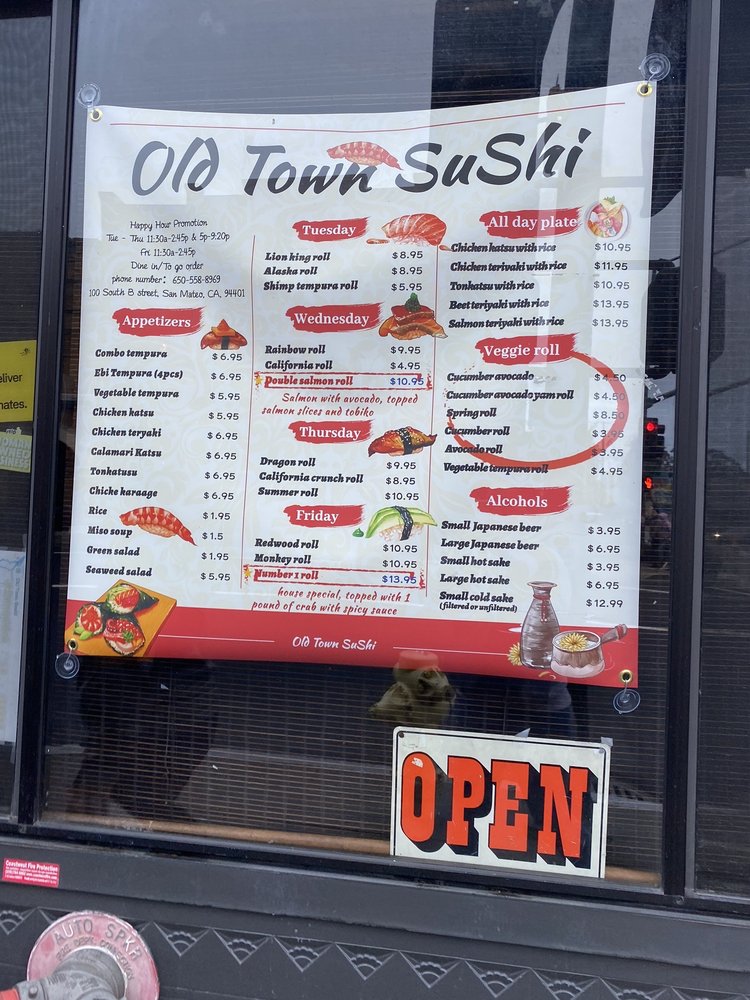 Old Town SuShi
Happy Hour Promotion
Tue - Thu 11:30a-2:45p & 5p-9:20p
Fri 11:30a-2:45p
Dine in/To go order
phone number: 650-558-8969
100 South B street, San Mateo, CA, 94401
Appetizers
Combo tempura $6.95
Ebi Tempura (4pcs) $6.95
Vegetable tempura $5.95
Chicken katsu $5.95
Chicken teryaki $6.95
Calamari Katsu $6.95
Tonkatusu $6.95
Chicke karaage $6.95
Rice $1.95
Miso soup $1.5
Green salad $1.95
Seaweed salad $5.95
Tuesday
Lion king roll $8.95
Alaska roll $8.95
Shimp tempura roll $5.95
Wednesday
Rainbow roll $9.95
California roll $4.95
Double salmon roll $10.95
Salmon with avocado, topped
salmon slices and tobiko
Thursday
Dragon roll $9.95
California crunch roll $8.95
Summer roll $10.95
Friday
Redwood roll $10.95
Monkey roll $10.95
Number 1 roll $13.95
house special, topped with 1
pound of crab with spicy sauce
All day plate
Chicken katsu with rice $10.95
Chicken terivaki with rice $11.95
Tonkatsu with rice $10.95
Beef teriyaki with rice $13.95
Salmon teriyaki with rice $13.95
Veggie roll
Cucumber avocado $4.50
Cucumber avocado yam roll $4.50
Spring roll $8.50
Cucumber roll $3.95
Avocado roll $3.95
Vegetable tempura roll $4.95
Alcohols
Small Japanese beer $3.95
Large Japanese beer $6.95
Small hot sake $3.95
Large hot sake $6.95
Small cold sake $12.99
(filtered or unfiltered)
Old Town SuShi
OPEN
eliver
nates.
Coastwest Fire Protection
AUTO SPKR